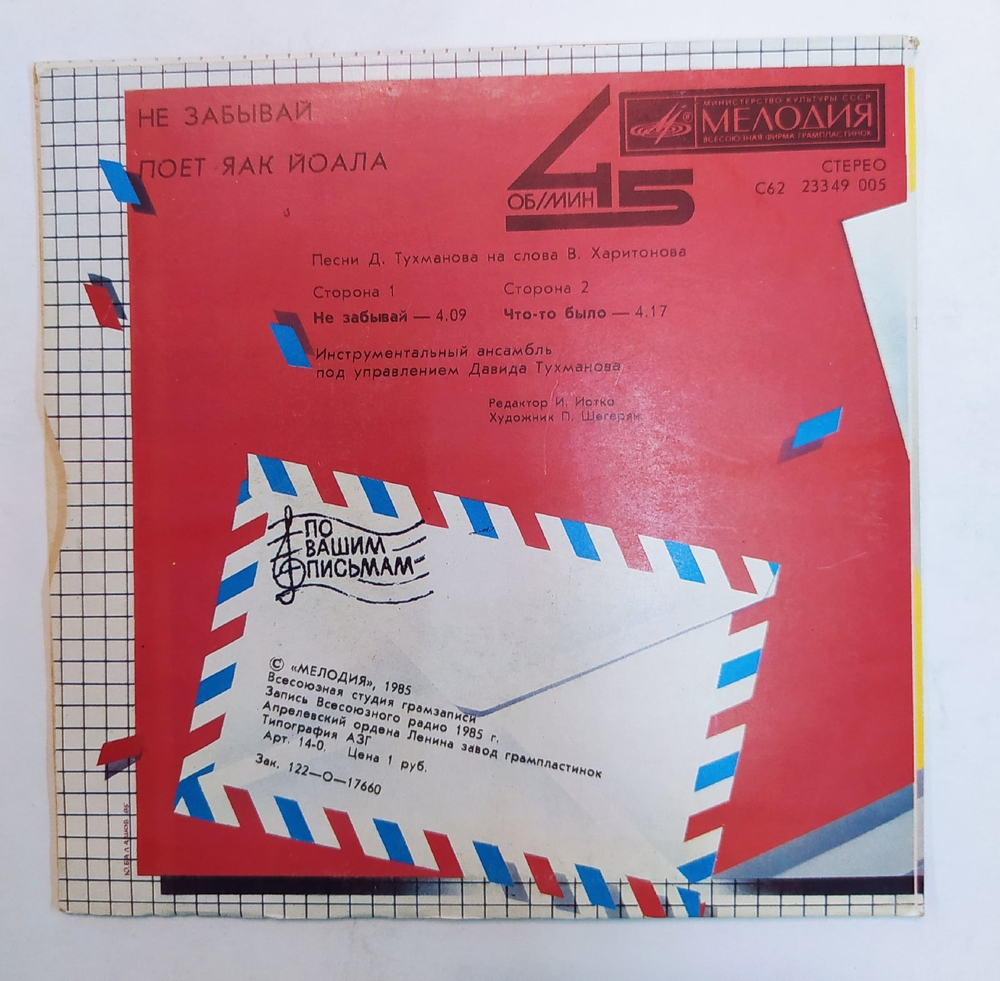 НЕ ЗАБЫВАЙ
ПОЕТ ЯАК ЙОАЛА
45
ОБ/МИН
МИНИСТЕРСТВО КУЛЬТУРЫ СССР
МЕЛОДИЯ
ВСЕСОЮЗНАЯ ФИРМА ГРАМПЛАСТИНОК
СТЕРЕО
С62 23349 005
Песни Д. Тухманова на слова В. Харитонова
Сторона 1
Не забывай — 4.09
Сторона 2
Что-то было — 4.17
Инструментальный ансамбль
под управлением Давида Тухманова
Редактор И. Йотко
Художник П. Шегерян
ПО
ВАШИМ
ПИСЬМАМ
© «МЕЛОДИЯ», 1985
Всесоюзная студия грамзаписи
Запись Всесоюзного радио 1985 г.
Апрелевский ордена Ленина завод грампластинок
Типография АЗГ
Арт. 14-0. Цена 1 руб.
Зак. 122—О—17660